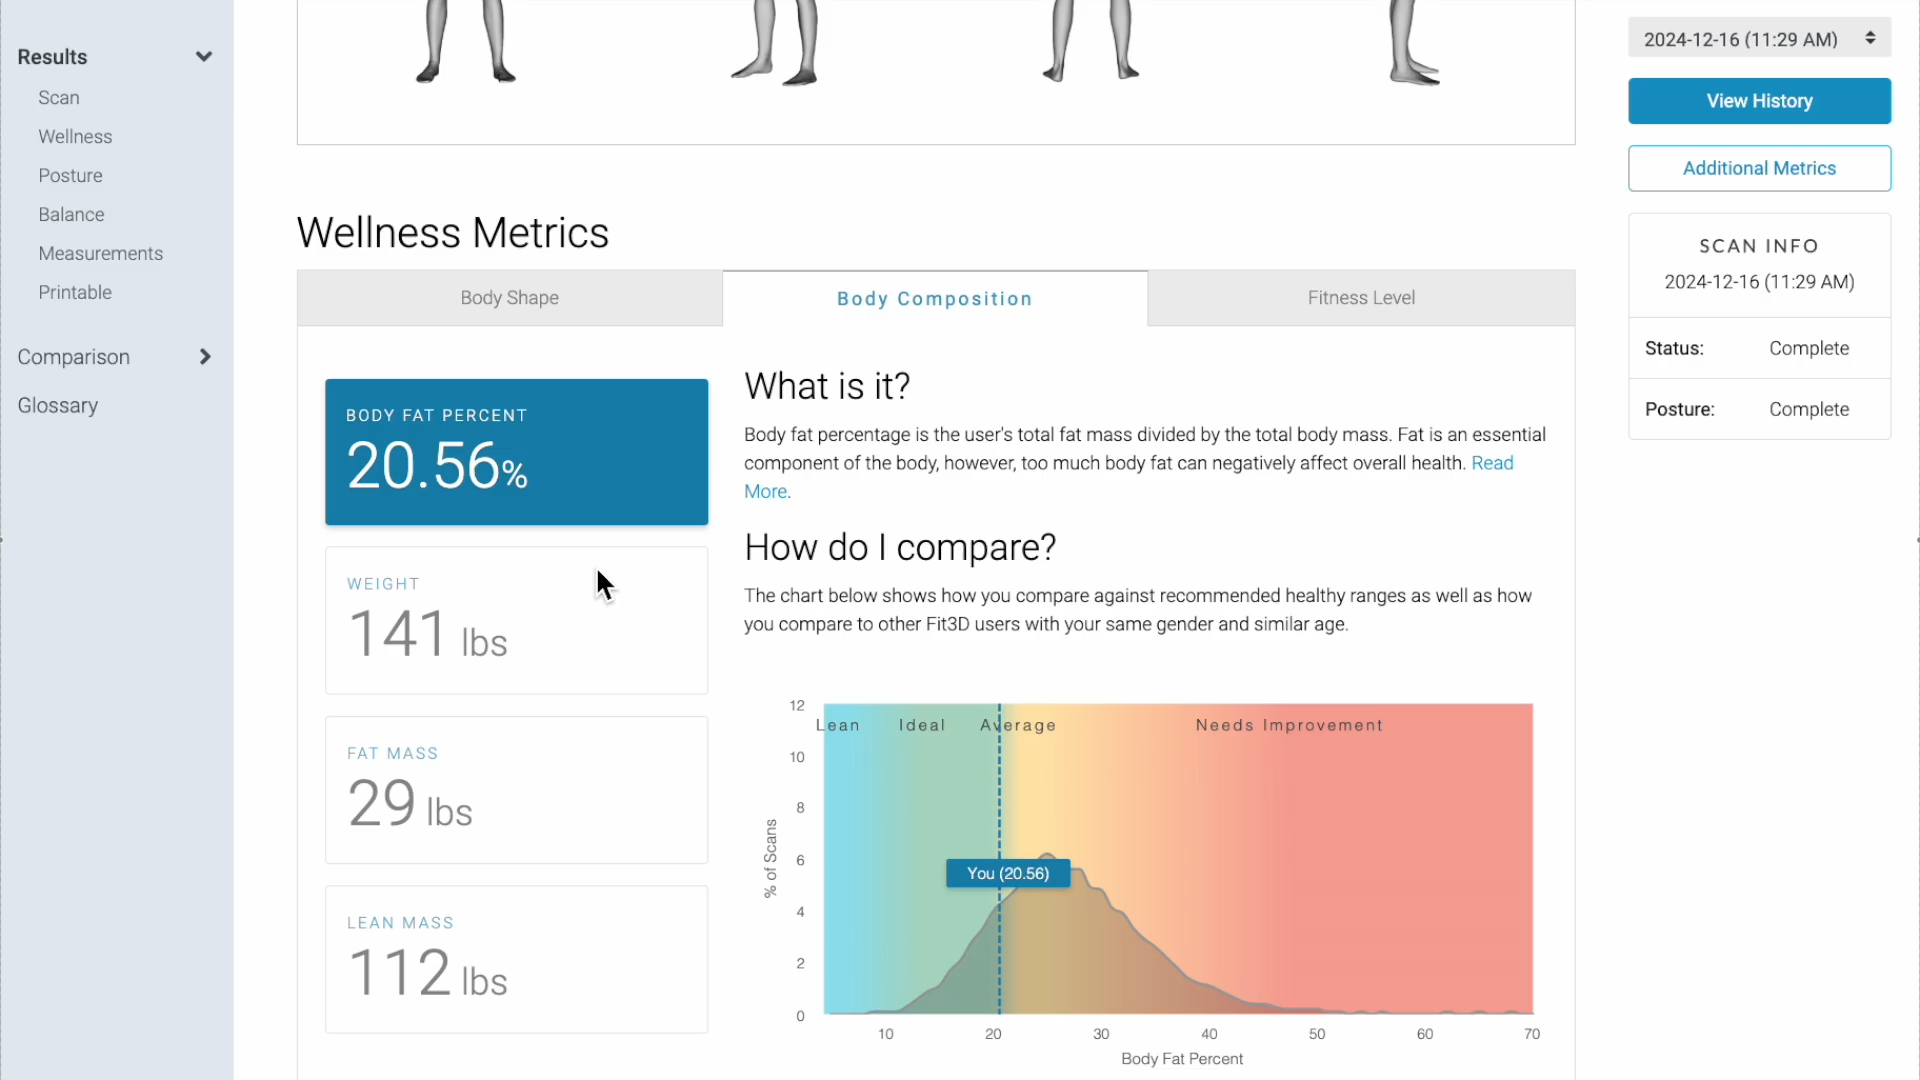 Results
Scan
Wellness
Posture
Balance
Measurements
Printable
Comparison
Glossary
2024-12-16 (11:29 AM)
View History
Additional Metrics
SCAN INFO
2024-12-16 (11:29 AM)
Status: Complete
Posture: Complete
Wellness Metrics
Body Shape
Body Composition
Fitness Level
BODY FAT PERCENT
20.56%
WEIGHT
141 lbs
FAT MASS
29 lbs
LEAN MASS
112 lbs
What is it?
Body fat percentage is the user's total fat mass divided by the total body mass. Fat is an essential
component of the body, however, too much body fat can negatively affect overall health. Read
More.
How do I compare?
The chart below shows how you compare against recommended healthy ranges as well as how
you compare to other Fit3D users with your same gender and similar age.
Lean Ideal Average Needs Improvement
12
10
8
6
4
2
0
% of Scans
You (20.56)
10 20 30 40 50 60 70
Body Fat Percent